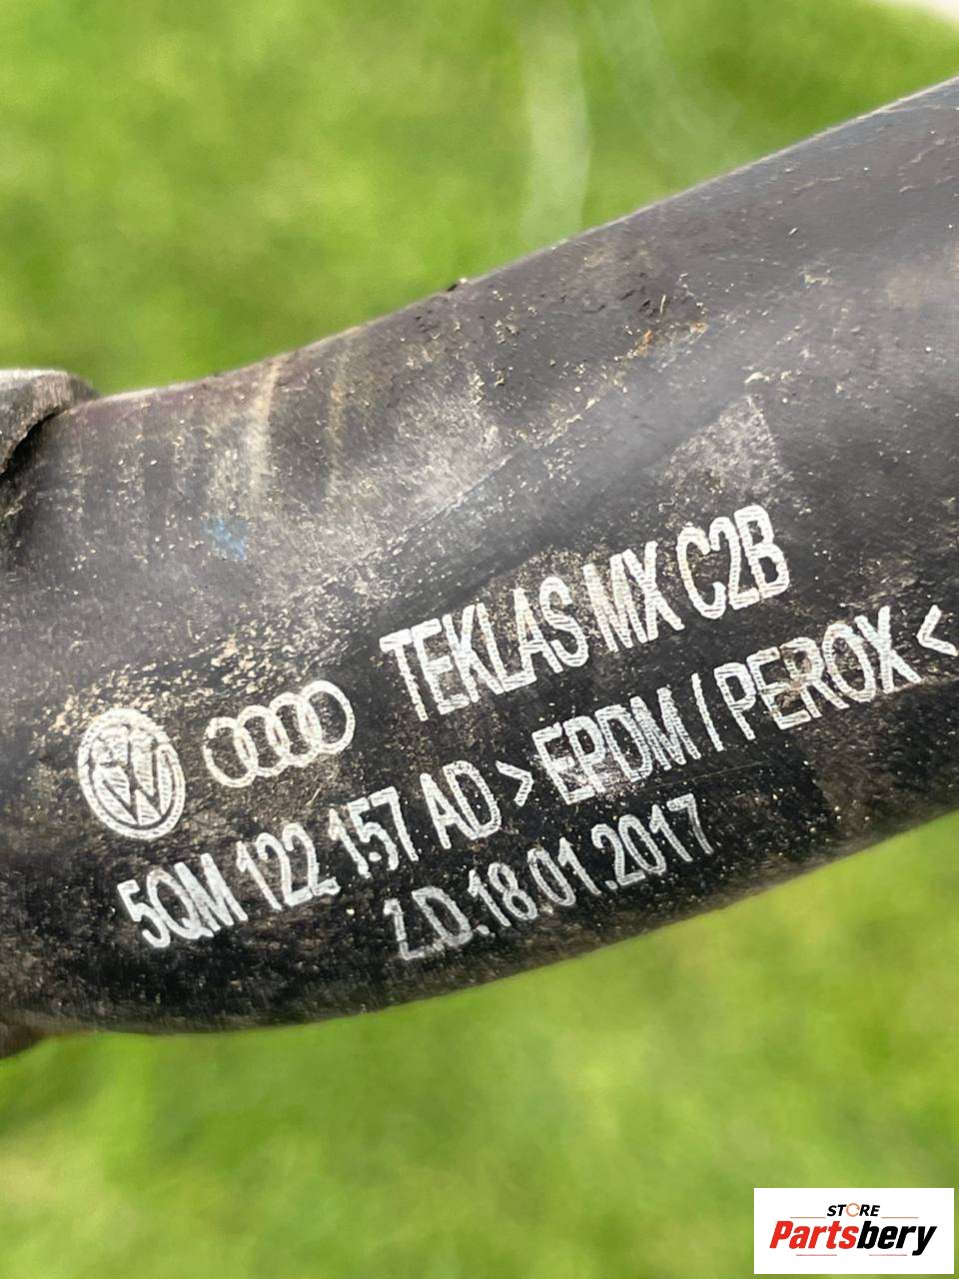 TEKLAS MX C2B
5QM 122 157 AD > EPDM / PEROX <
Z.D.18.01.2017
STORE
Partsbery